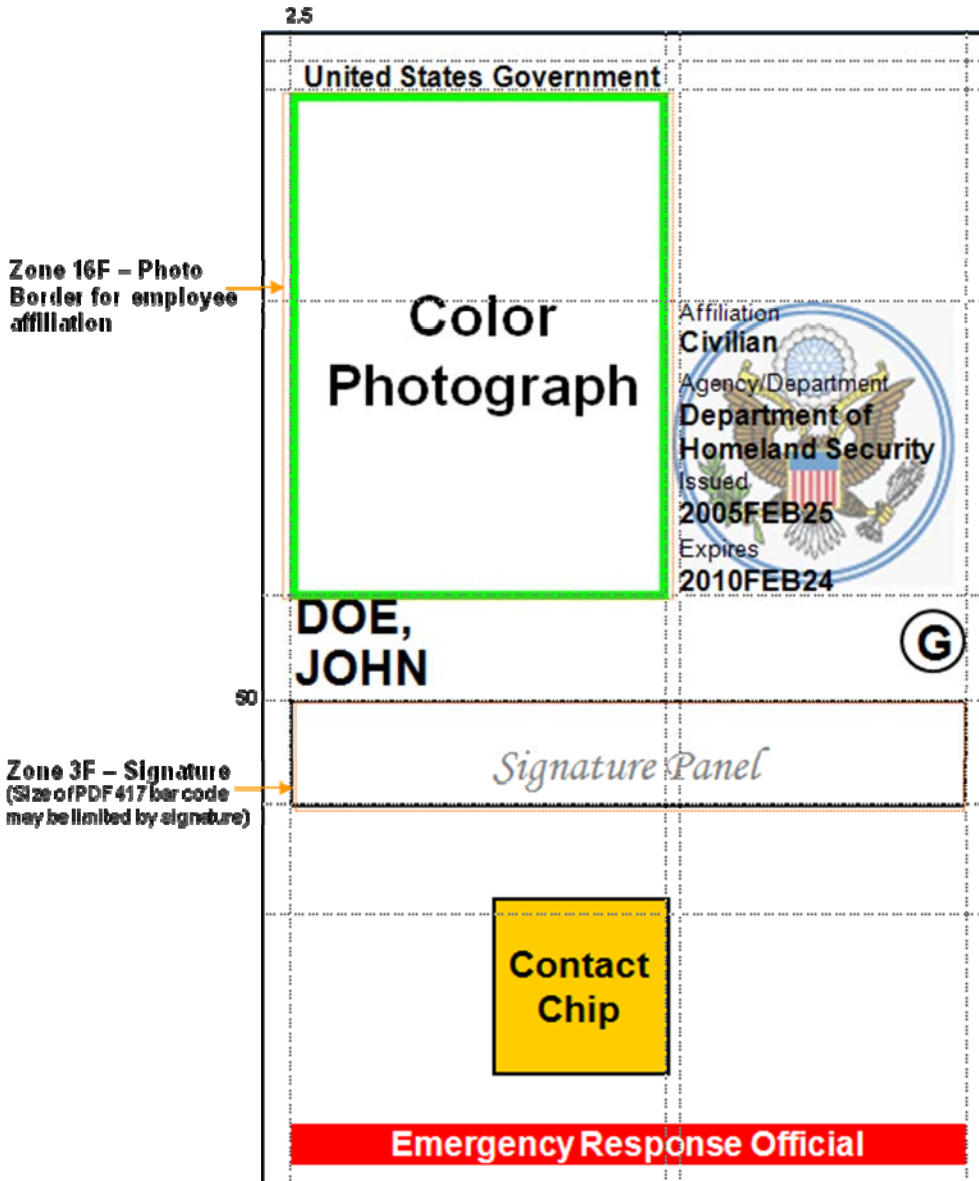 2.5
United States Government
Zone 16F – Photo
Border for employee
affiliation
Color
Photograph
Affiliation
Civilian
Agency/Department
Department of
Homeland Security
Issued
2005FEB25
Expires
2010FEB24
DOE,
JOHN
G
50
Zone 3F – Signature
(Size of PDF 417 bar code
may be limited by signature)
Signature Panel
Contact
Chip
Emergency Response Official